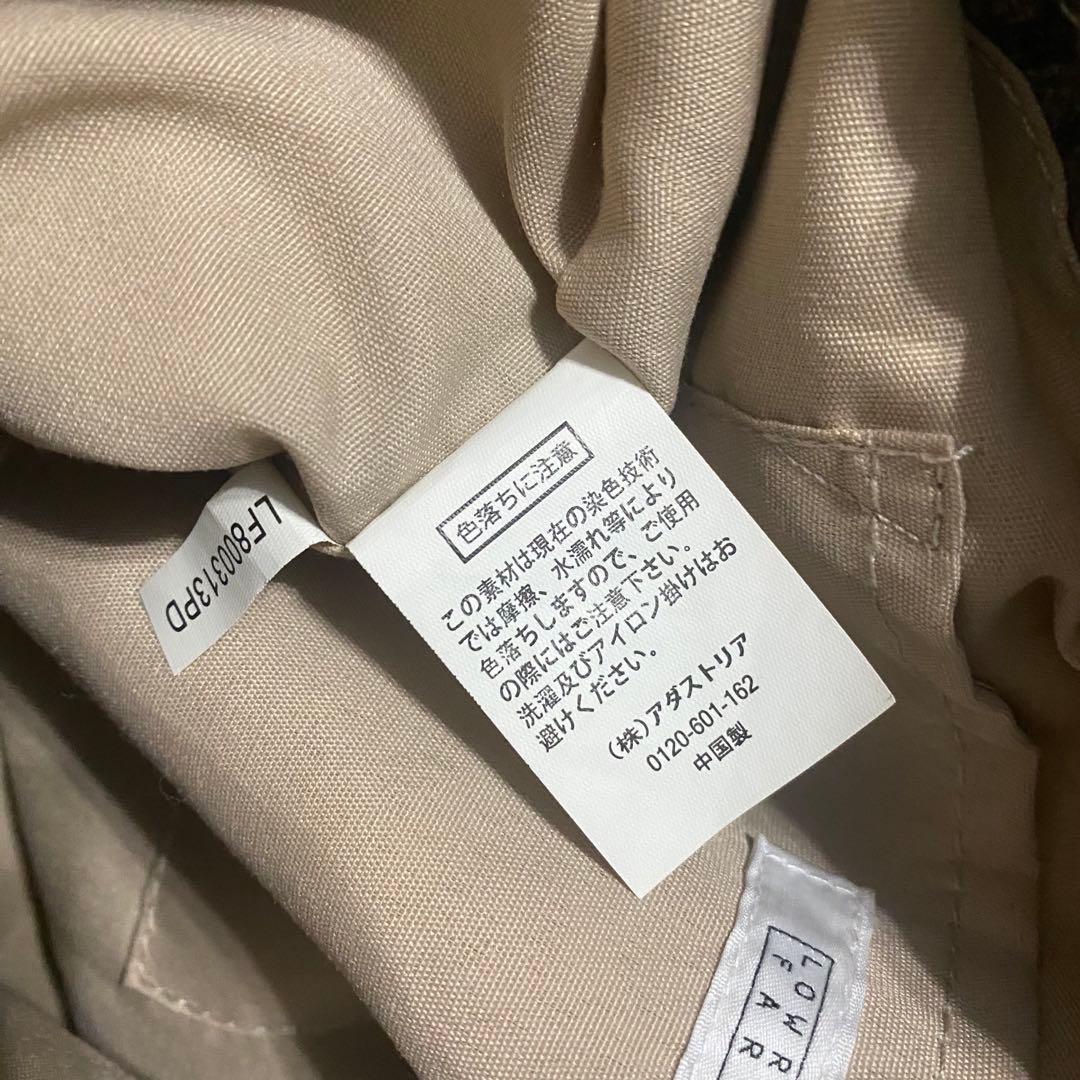 色落ちに注意
この素材は現在の染色技術
では摩擦、水濡れ等により
色落ちしますので、ご使用
の際にはご注意下さい。
洗濯及びアイロン掛けはお
避けください。
(株)アダストリア
0120-601-162
中国製
LF800313PD
LOWR
FARR